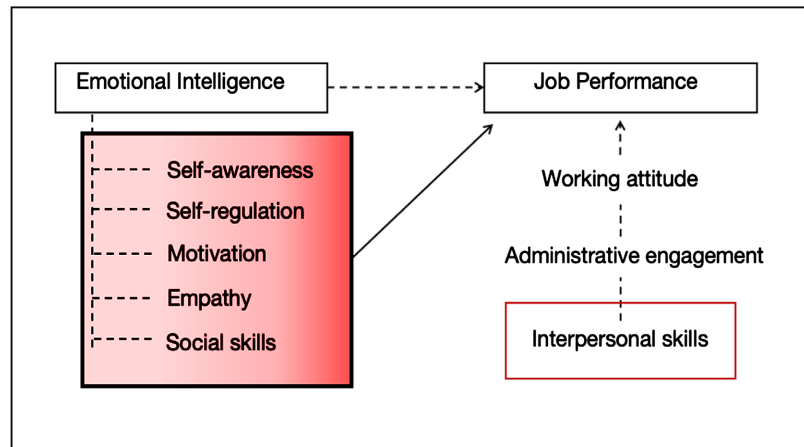 Emotional Intelligence
Job Performance
Self-awareness
Self-regulation
Motivation
Empathy
Social skills
Working attitude
Administrative engagement
Interpersonal skills